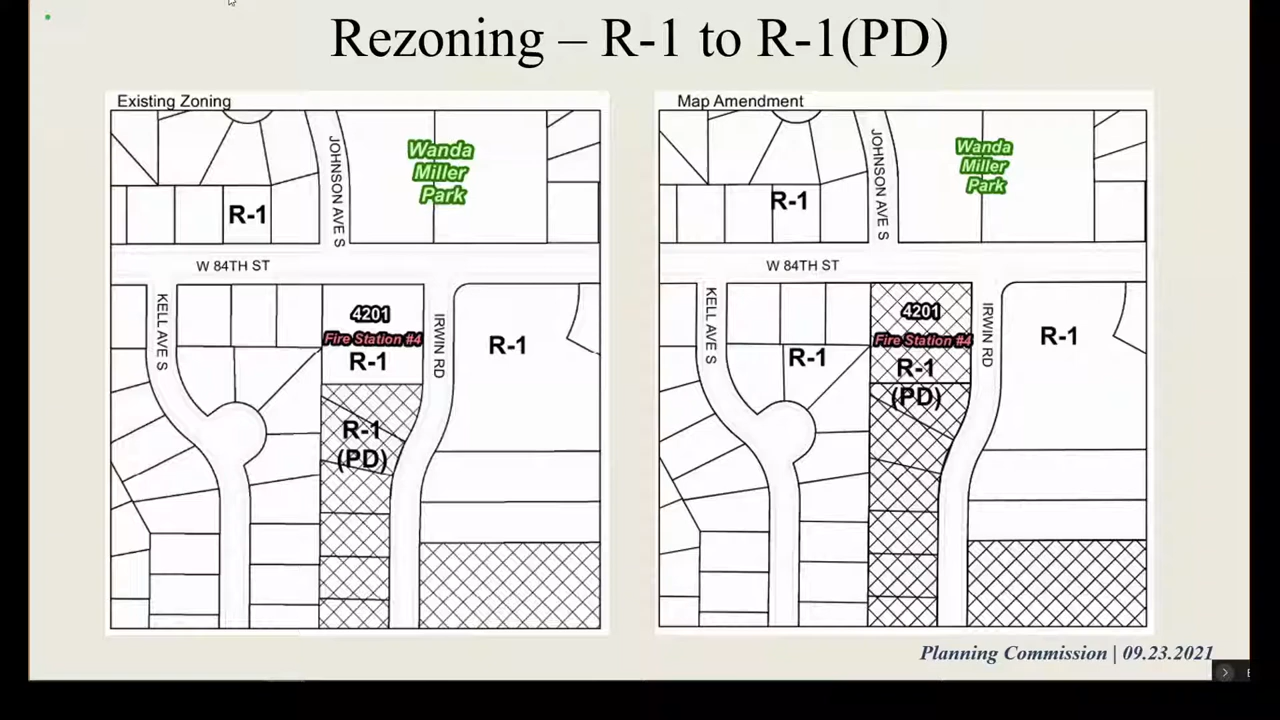 Rezoning – R-1 to R-1(PD)
Existing Zoning
Wanda
Miller
Park
JOHNSON AVE S
R-1
W 84TH ST
KELL AVE S
4201
Fire Station #4
R-1
IRWIN RD
R-1
R-1
(PD)
Map Amendment
Wanda
Miller
Park
JOHNSON AVE S
R-1
W 84TH ST
KELL AVE S
4201
Fire Station #4
R-1
(PD)
IRWIN RD
R-1
R-1
Planning Commission | 09.23.2021